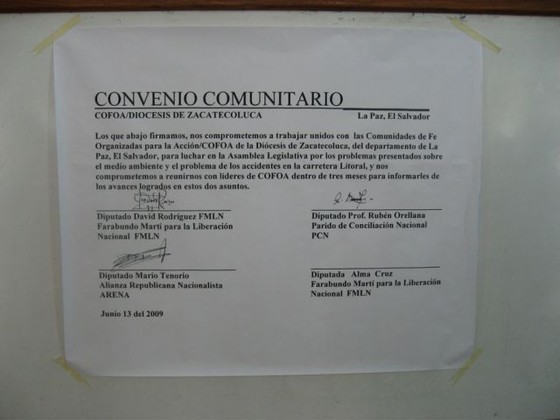 CONVENIO COMUNITARIO
COFOA/DIOCESIS DE ZACATECOLUCA La Paz, El Salvador
Los que abajo firmamos, nos comprometemos a trabajar unidos con las Comunidades de Fe
Organizadas para la Acción/COFOA de la Diócesis de Zacatecoluca, del departamento de La
Paz, El Salvador, para luchar en la Asamblea Legislativa por los problemas presentados sobre
el medio ambiente y el problema de los accidentes en la carretera Litoral, y nos
comprometemos a reunirnos con líderes de COFOA dentro de tres meses para informarles de
los avances logrados en estos dos asuntos.
Diputado David Rodríguez FMLN
Farabundo Martí para la Liberación
Nacional FMLN
Diputado Prof. Rubén Orellana
Parido de Conciliación Nacional
PCN
Diputado Mario Tenorio
Alianza Republicana Nacionalista
ARENA
Diputada Alma Cruz
Farabundo Martí para la Liberación
Nacional FMLN
Junio 13 del 2009